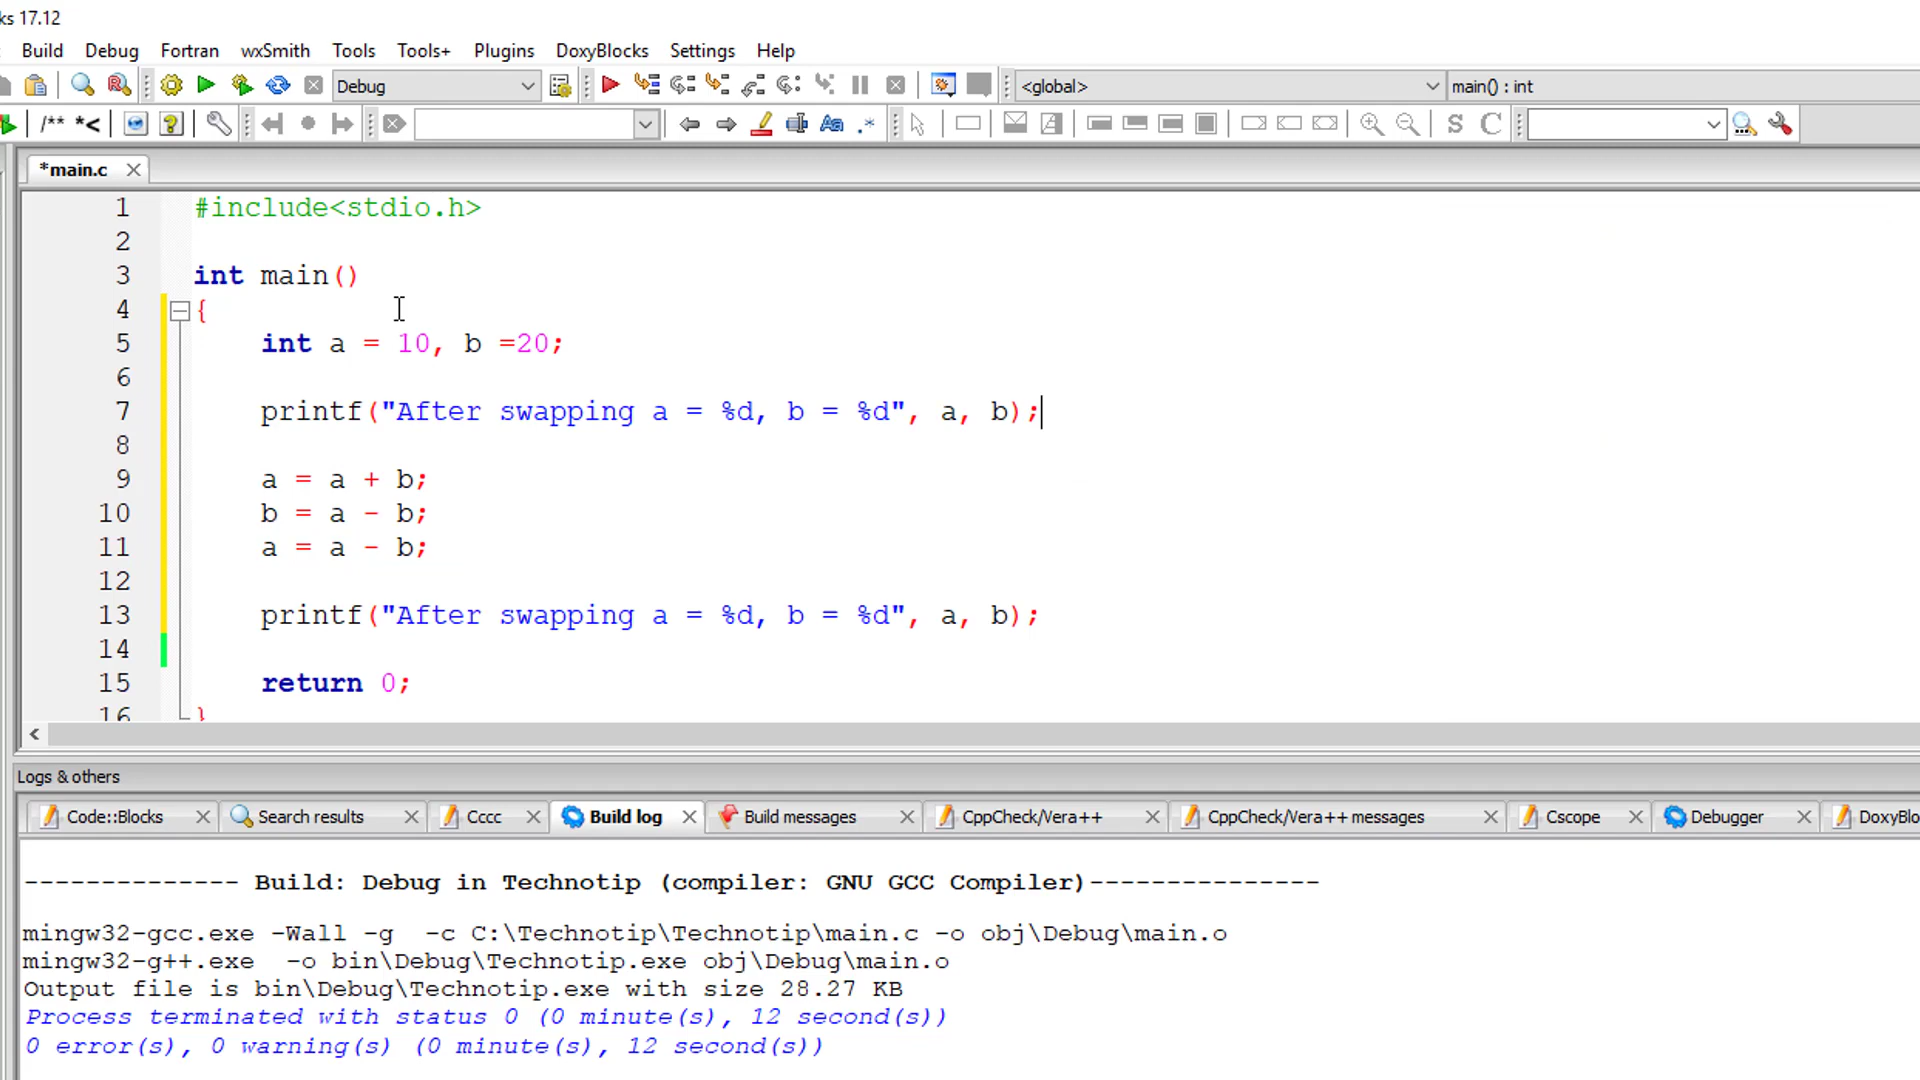 ks 17.12
Build Debug Fortran wxSmith Tools Tools+ Plugins DoxyBlocks Settings Help
Debug <global> main() : int
/** *< Aa .* S C
*main.c
1 #include<stdio.h>
2
3 int main()
4 {
5 int a = 10, b =20;
6
7 printf("After swapping a = %d, b = %d", a, b);
8
9 a = a + b;
10 b = a - b;
11 a = a - b;
12
13 printf("After swapping a = %d, b = %d", a, b);
14
15 return 0;
16 }
Logs & others
Code::Blocks Search results Cccc Build log Build messages CppCheck/Vera++ CppCheck/Vera++ messages Cscope Debugger DoxyBlo
-------------- Build: Debug in Technotip (compiler: GNU GCC Compiler)---------------
mingw32-gcc.exe -Wall -g -c C:\Technotip\Technotip\main.c -o obj\Debug\main.o
mingw32-g++.exe -o bin\Debug\Technotip.exe obj\Debug\main.o
Output file is bin\Debug\Technotip.exe with size 28.27 KB
Process terminated with status 0 (0 minute(s), 12 second(s))
0 error(s), 0 warning(s) (0 minute(s), 12 second(s))